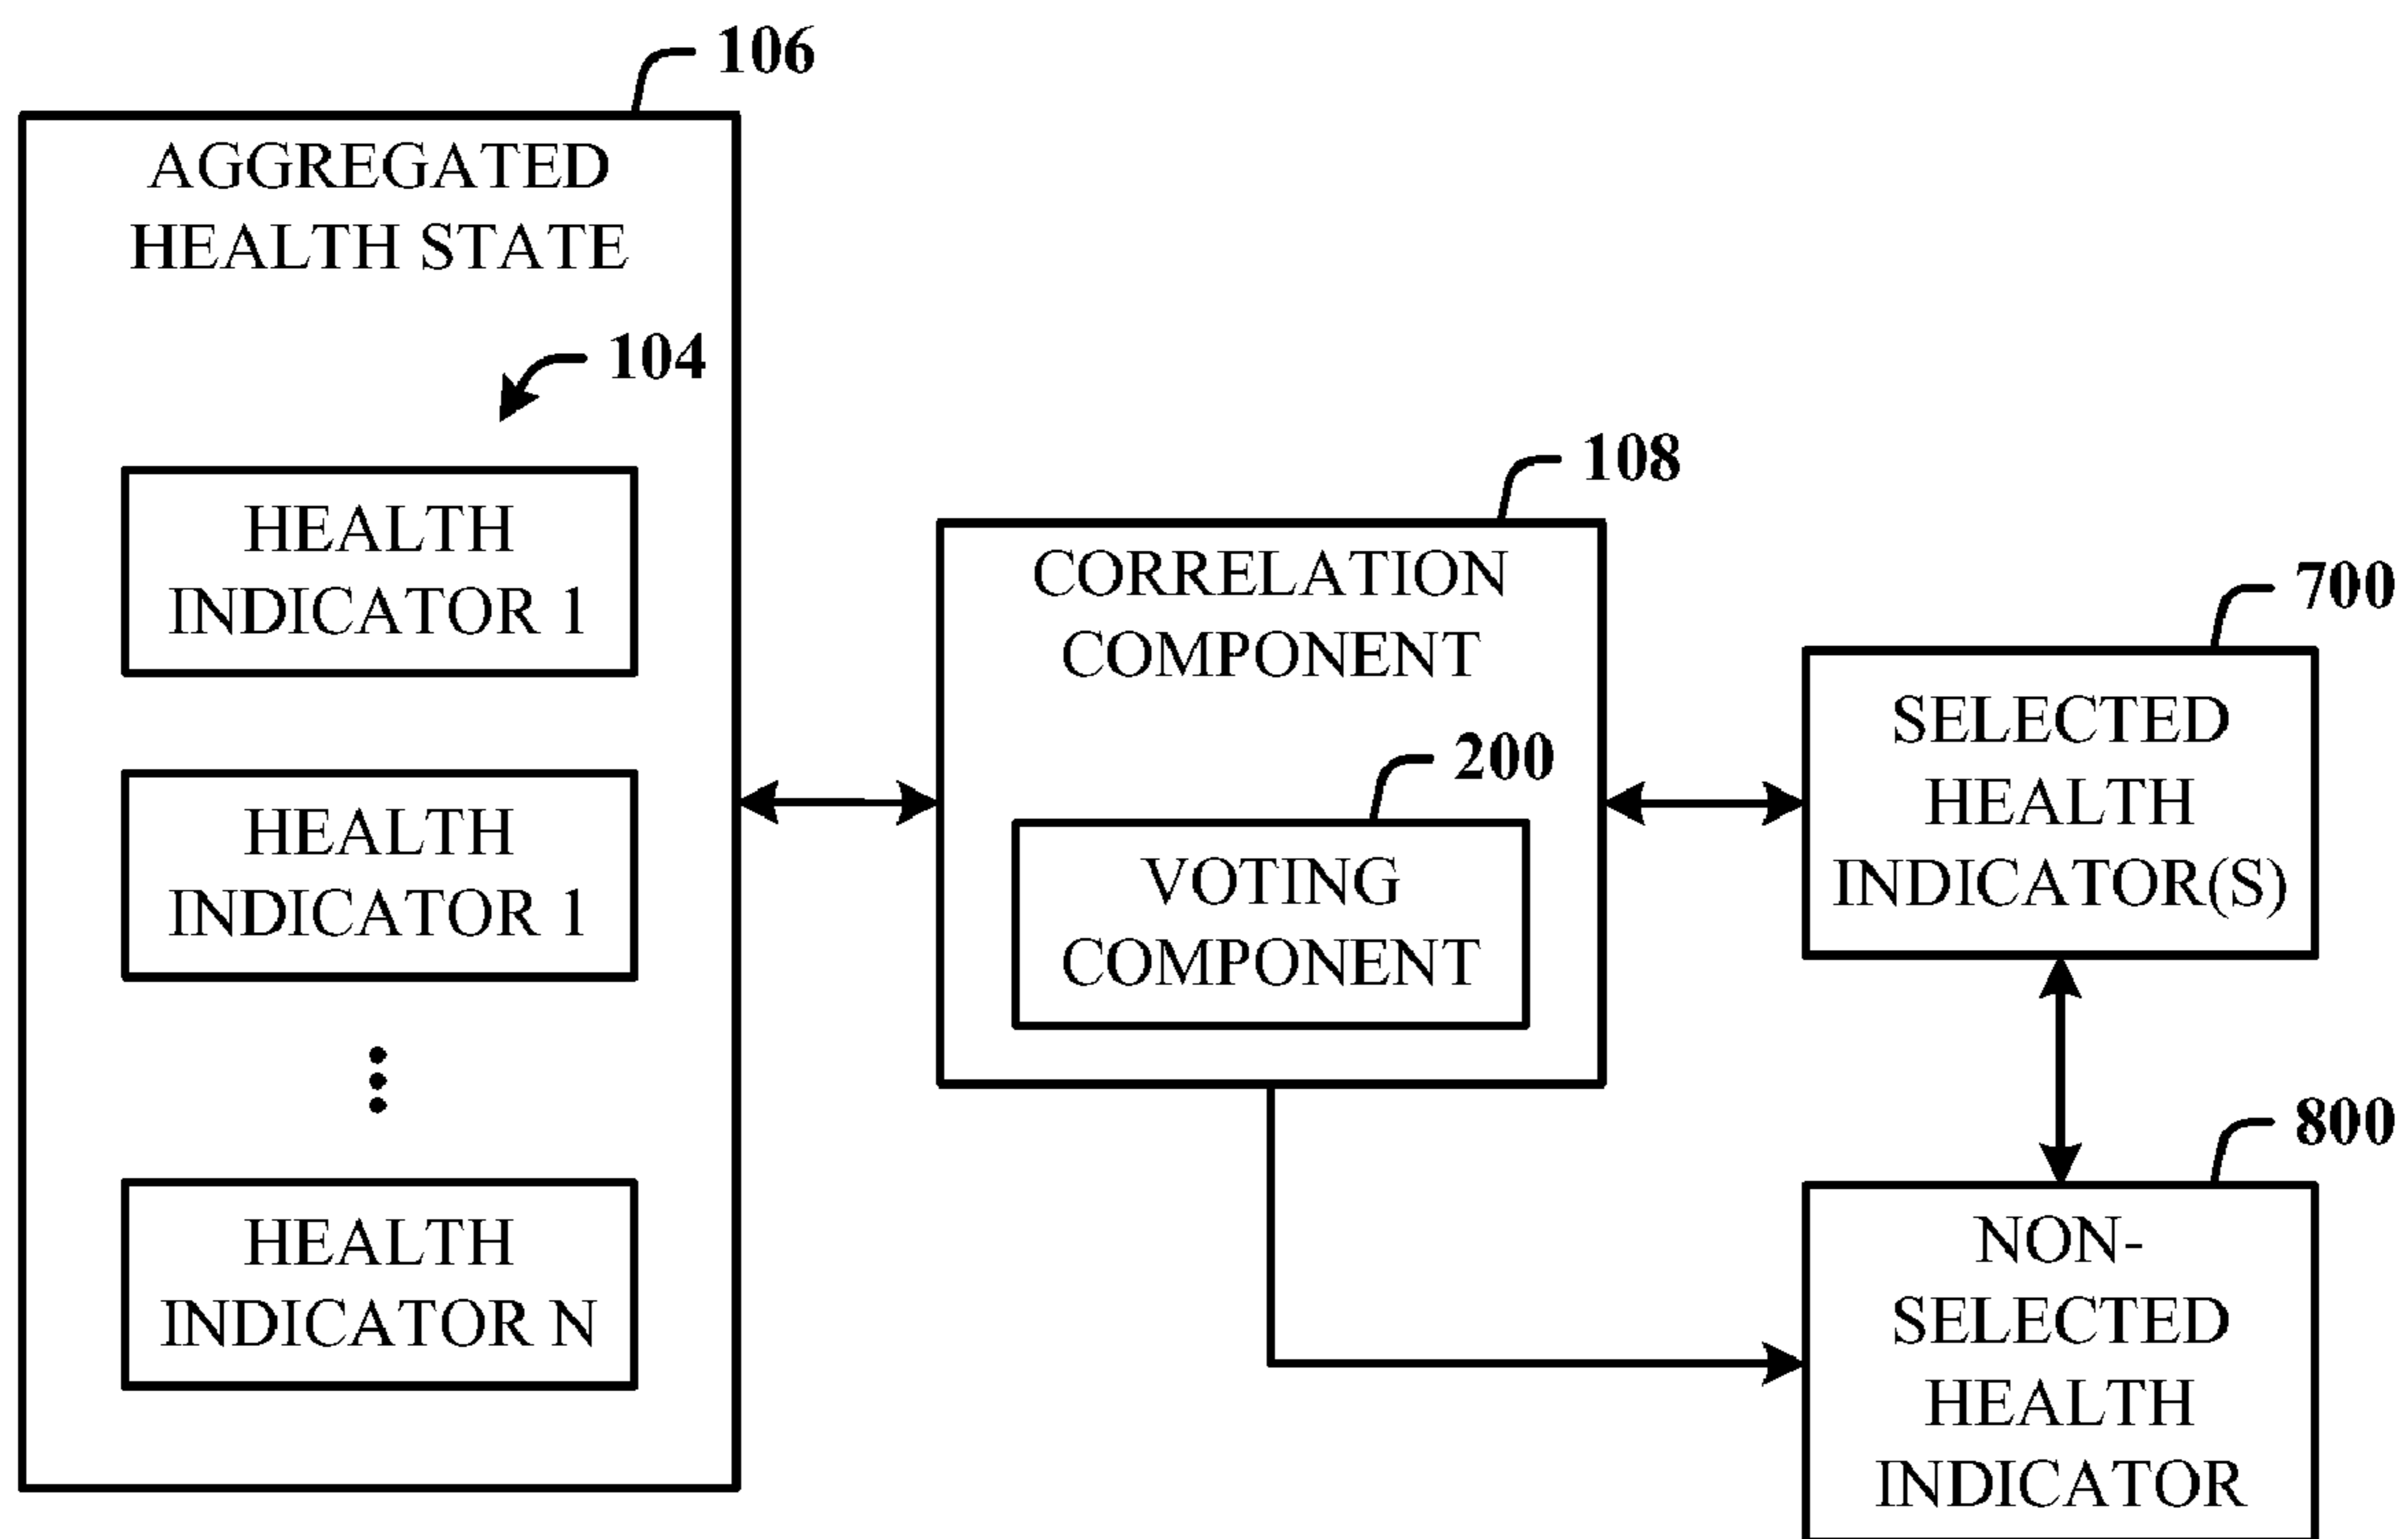 106
AGGREGATED
HEALTH STATE
104
HEALTH
INDICATOR 1
HEALTH
INDICATOR 1
HEALTH
INDICATOR N
108
CORRELATION
COMPONENT
200
VOTING
COMPONENT
700
SELECTED
HEALTH
INDICATOR(S)
800
NON-
SELECTED
HEALTH
INDICATOR